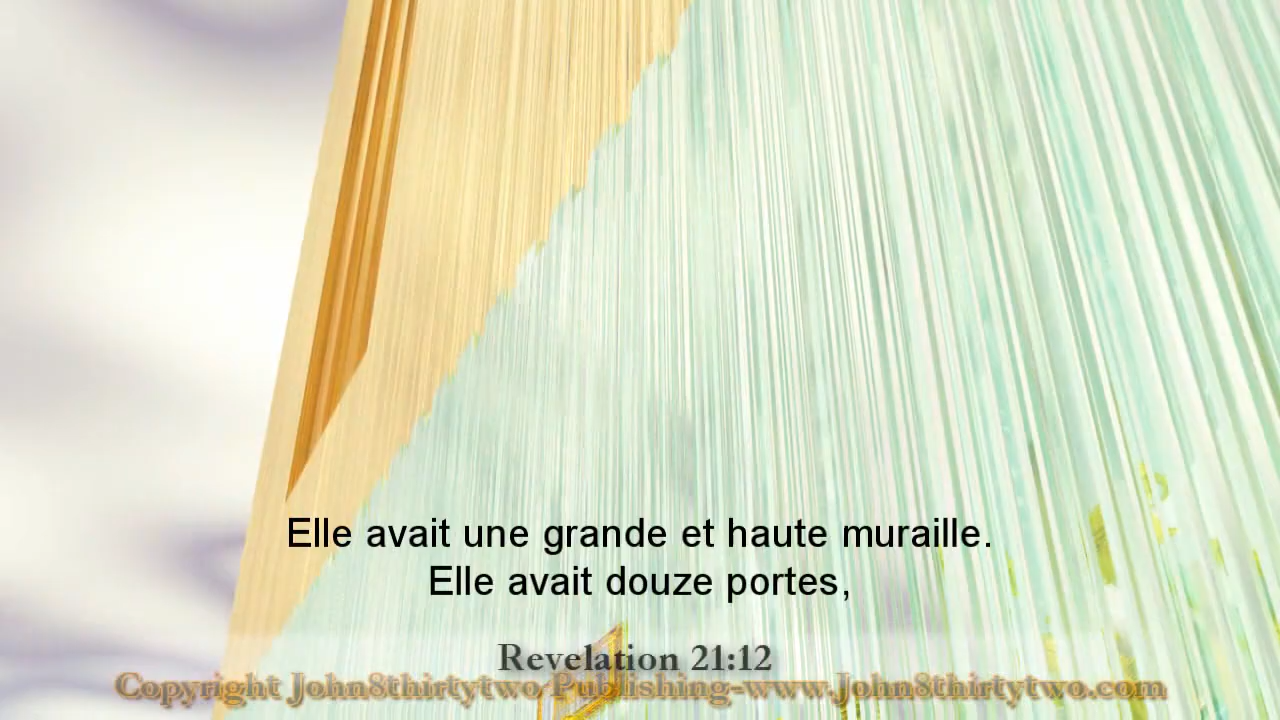 Elle avait une grande et haute muraille.
Elle avait douze portes,
Revelation 21:12
Copyright John8thirtytwo Publishing-www.John8thirtytwo.com